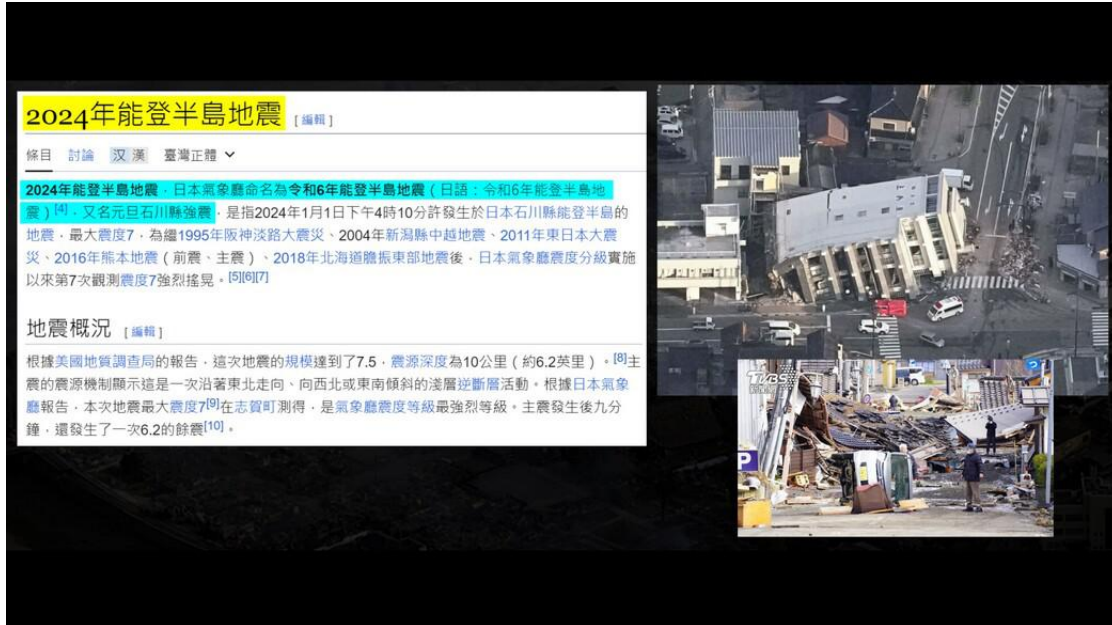 2024年能登半島地震 [編輯]
條目 討論 汉 漢 臺灣正體
2024年能登半島地震，日本氣象廳命名為令和6年能登半島地震（日語：令和6年能登半島地
震）[4]，又名元旦石川縣強震，是指2024年1月1日下午4時10分許發生於日本石川縣能登半島的
地震，最大震度7，為繼1995年阪神淡路大震災、2004年新潟縣中越地震、2011年東日本大震
災、2016年熊本地震（前震、主震）、2018年北海道膽振東部地震後，日本氣象廳震度分級實施
以來第7次觀測震度7強烈搖晃。[5][6][7]
地震概況 [編輯]
根據美國地質調查局的報告，這次地震的規模達到了7.5，震源深度為10公里（約6.2英里）。[8]主
震的震源機制顯示這是一次沿著東北走向、向西北或東南傾斜的淺層逆斷層活動。根據日本氣象
廳報告，本次地震最大震度7[9]在志賀町測得，是氣象廳震度等級最強烈等級。主震發生後九分
鐘，還發生了一次6.2的餘震[10]。
TVBS
P